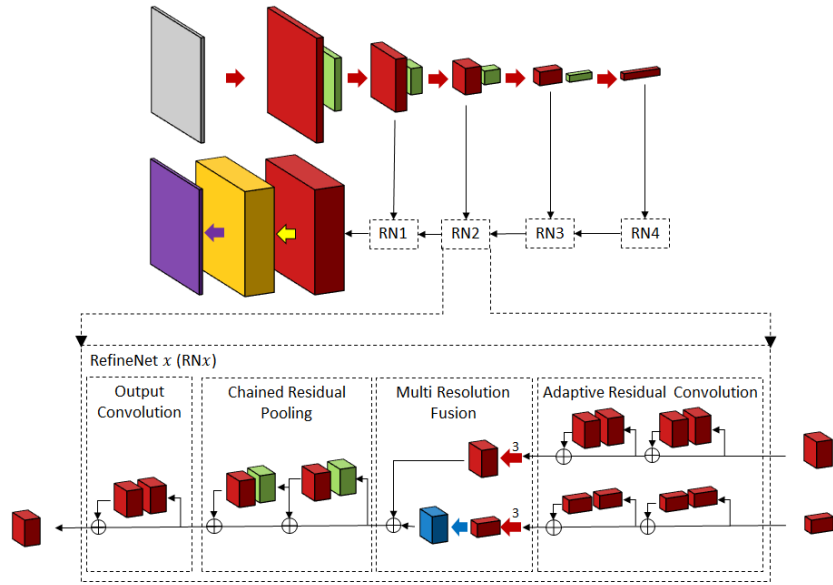 RN1
RN2
RN3
RN4
RefineNet x (RNx)
Output
Convolution
Chained Residual
Pooling
Multi Resolution
Fusion
Adaptive Residual Convolution
3
3